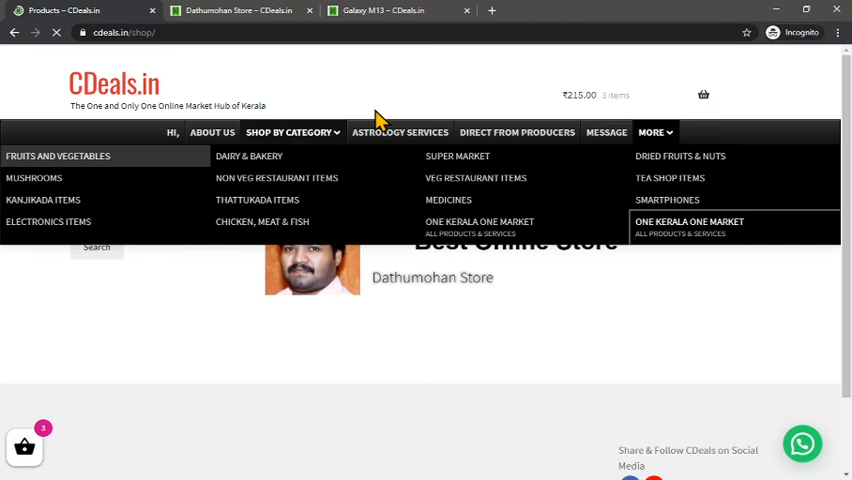 Products – CDeals.in
Dathumohan Store – CDeals.in
Galaxy M13 – CDeals.in
cdeals.in/shop/
Incognito
CDeals.in
The One and Only One Online Market Hub of Kerala
₹215.00 3 items
HI, ABOUT US SHOP BY CATEGORY ASTROLOGY SERVICES DIRECT FROM PRODUCERS MESSAGE MORE
FRUITS AND VEGETABLES DAIRY & BAKERY SUPER MARKET DRIED FRUITS & NUTS
MUSHROOMS NON VEG RESTAURANT ITEMS VEG RESTAURANT ITEMS TEA SHOP ITEMS
KANJIKADA ITEMS THATTUKADA ITEMS MEDICINES SMARTPHONES
ELECTRONICS ITEMS CHICKEN, MEAT & FISH ONE KERALA ONE MARKET ONE KERALA ONE MARKET
ALL PRODUCTS & SERVICES ALL PRODUCTS & SERVICES
Search
Best Online Store
Dathumohan Store
3
Share & Follow CDeals on Social
Media